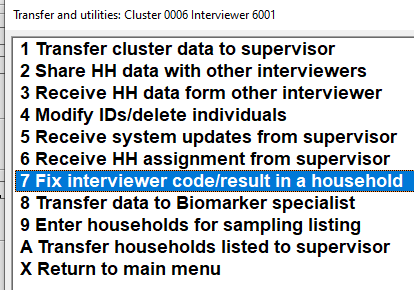 Transfer and utilities: Cluster 0006 Interviewer 6001
1 Transfer cluster data to supervisor
2 Share HH data with other interviewers
3 Receive HH data form other interviewer
4 Modify IDs/delete individuals
5 Receive system updates from supervisor
6 Receive HH assignment from supervisor
7 Fix interviewer code/result in a household
8 Transfer data to Biomarker specialist
9 Enter households for sampling listing
A Transfer households listed to supervisor
X Return to main menu